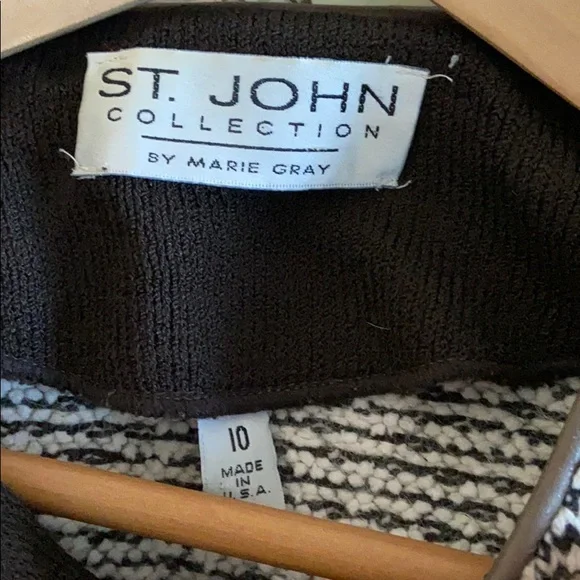 ST. JOHN
COLLECTION
BY MARIE GRAY
10
MADE
IN
U.S.A.